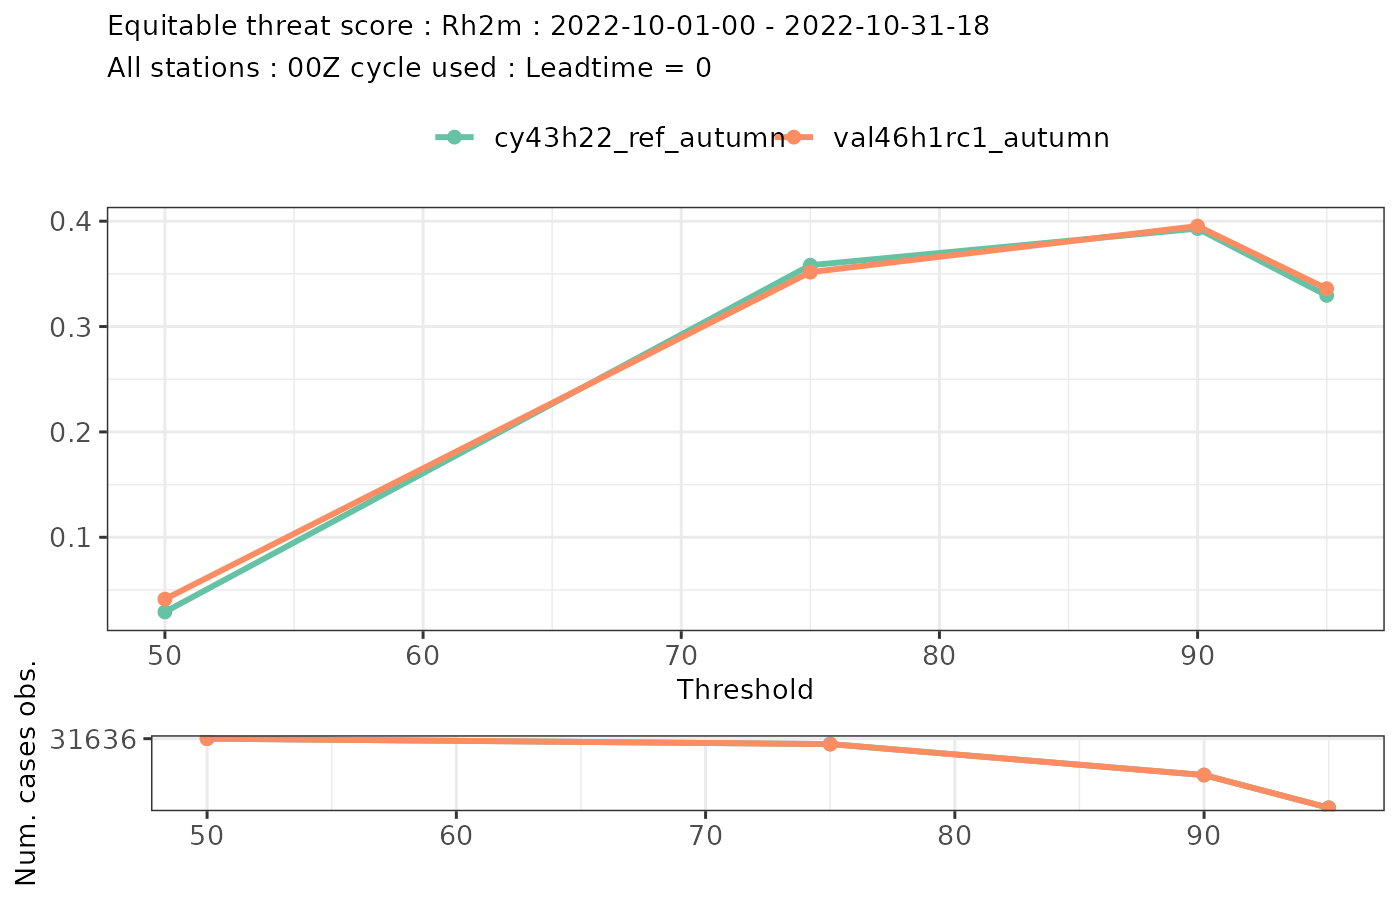 Equitable threat score : Rh2m : 2022-10-01-00 - 2022-10-31-18
All stations : 00Z cycle used : Leadtime = 0
cy43h22_ref_autumn val46h1rc1_autumn
0.4
0.3
0.2
0.1
50 60 70 80 90
Threshold
Num. cases obs.
31636
50 60 70 80 90